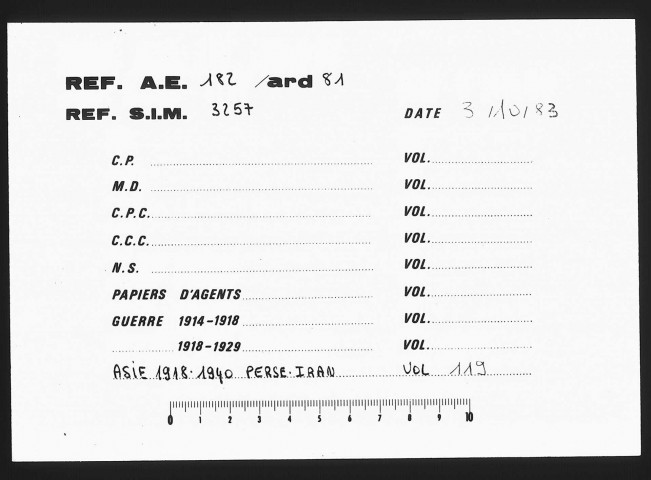 REF. A.E. 182 /ard 81
REF. S.I.M. 3257 DATE 3/10/83
C.P. VOL.
M.D. VOL.
C.P.C. VOL.
C.C.C. VOL.
N.S. VOL.
PAPIERS D'AGENTS VOL.
GUERRE 1914-1918 VOL.
1918-1929 VOL.
ASIE 1918-1940 PERSE-IRAN VOL 119
0 1 2 3 4 5 6 7 8 9 10